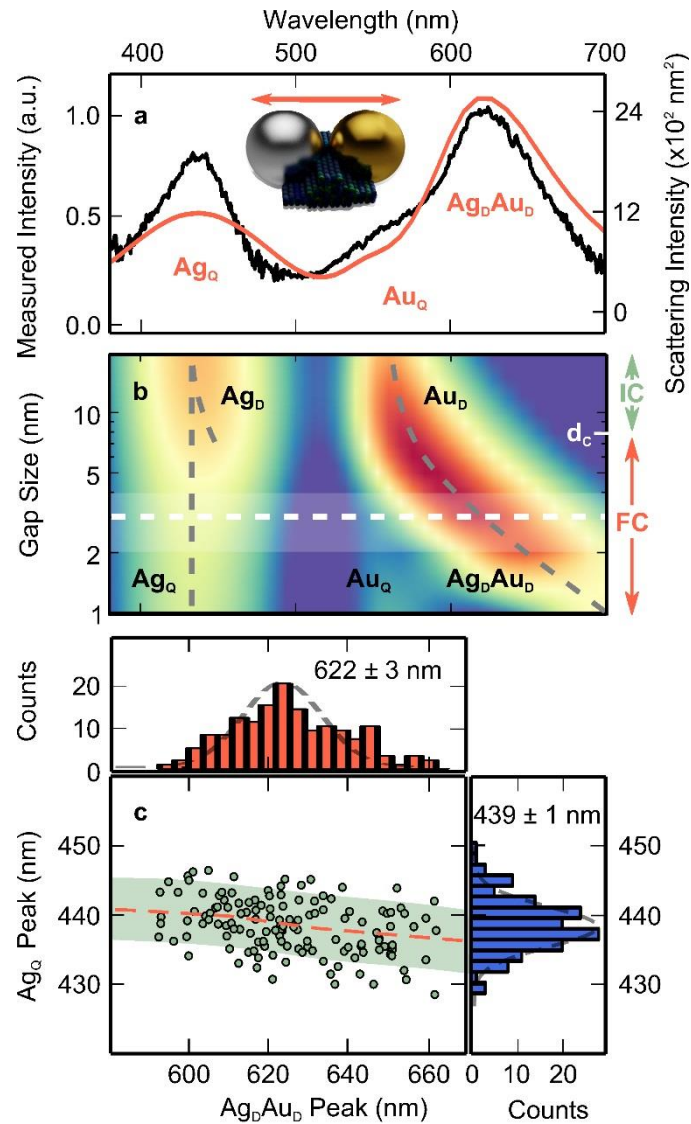 Wavelength (nm)
400 500 600 700
a
Measured Intensity (a.u.)
1.0
0.5
0.0
Scattering Intensity (x10² nm²)
24
12
0
Ag_Q
Au_Q
Ag_DAu_D
b
Gap Size (nm)
10
5
2
1
Ag_D
Au_D
Ag_Q
Au_Q
Ag_DAu_D
IC
d_C
FC
Counts
20
10
0
622 ± 3 nm
c
Ag_Q Peak (nm)
450
440
430
600 620 640 660
Ag_DAu_D Peak (nm)
439 ± 1 nm
450
440
430
0 10 20
Counts